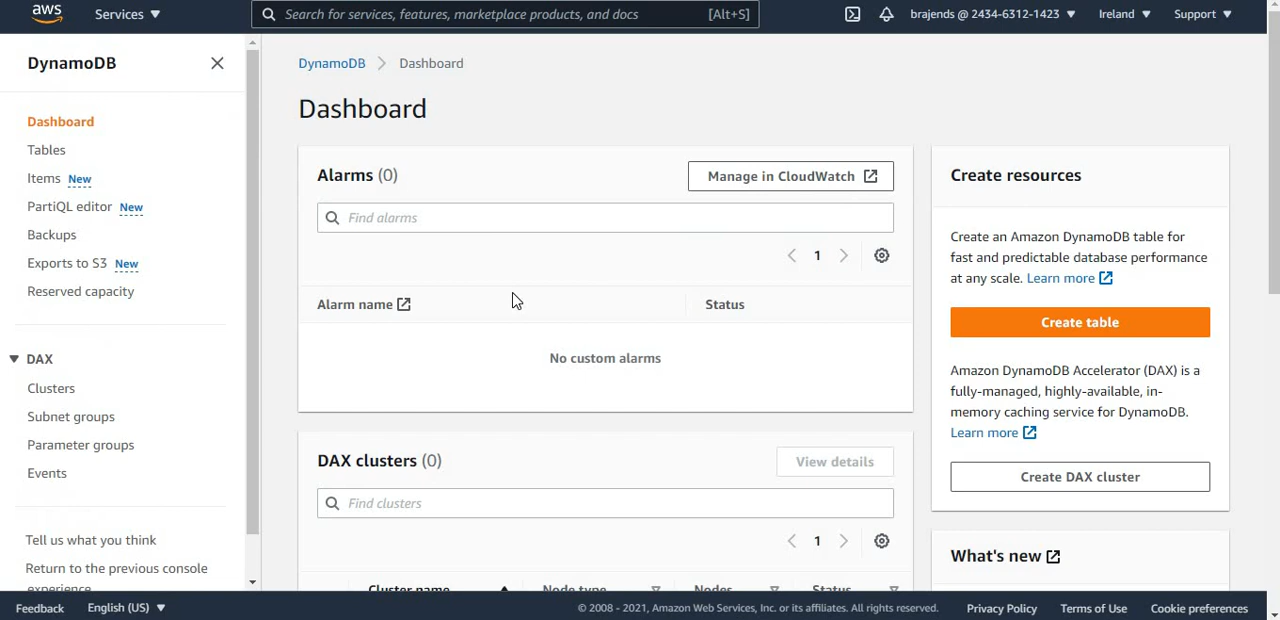 aws
Services
Search for services, features, marketplace products, and docs [Alt+S]
brajends @ 2434-6312-1423
Ireland
Support
DynamoDB
Dashboard
Tables
Items New
PartiQL editor New
Backups
Exports to S3 New
Reserved capacity
DAX
Clusters
Subnet groups
Parameter groups
Events
Tell us what you think
Return to the previous console
experience
DynamoDB > Dashboard
Dashboard
Alarms (0)
Manage in CloudWatch
Find alarms
1
Alarm name
Status
No custom alarms
DAX clusters (0)
View details
Find clusters
1
Cluster name
Node type
Nodes
Status
Create resources
Create an Amazon DynamoDB table for
fast and predictable database performance
at any scale. Learn more
Create table
Amazon DynamoDB Accelerator (DAX) is a
fully-managed, highly-available, in-
memory caching service for DynamoDB.
Learn more
Create DAX cluster
What's new
Feedback
English (US)
© 2008 - 2021, Amazon Web Services, Inc. or its affiliates. All rights reserved.
Privacy Policy
Terms of Use
Cookie preferences